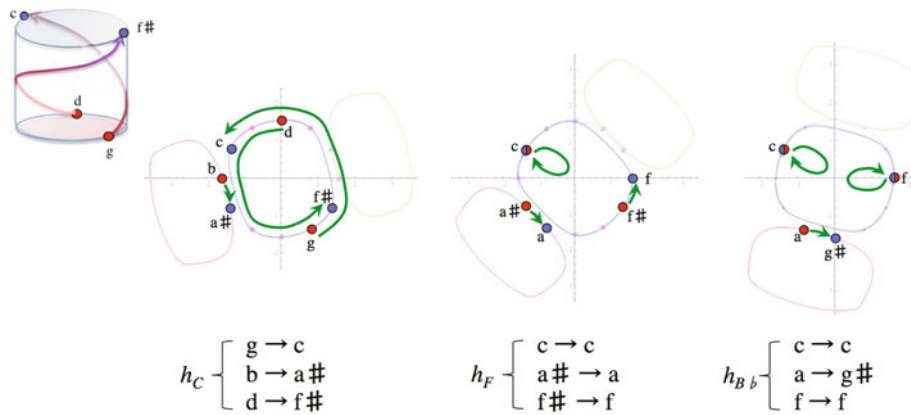 c
f#
d
g
d
c
b
a#
f#
g
c
f
a#
f#
a
c
f
a
g#
h_C { g → c
b → a#
d → f#
h_F { c → c
a# → a
f# → f
h_B♭ { c → c
a → g#
f → f